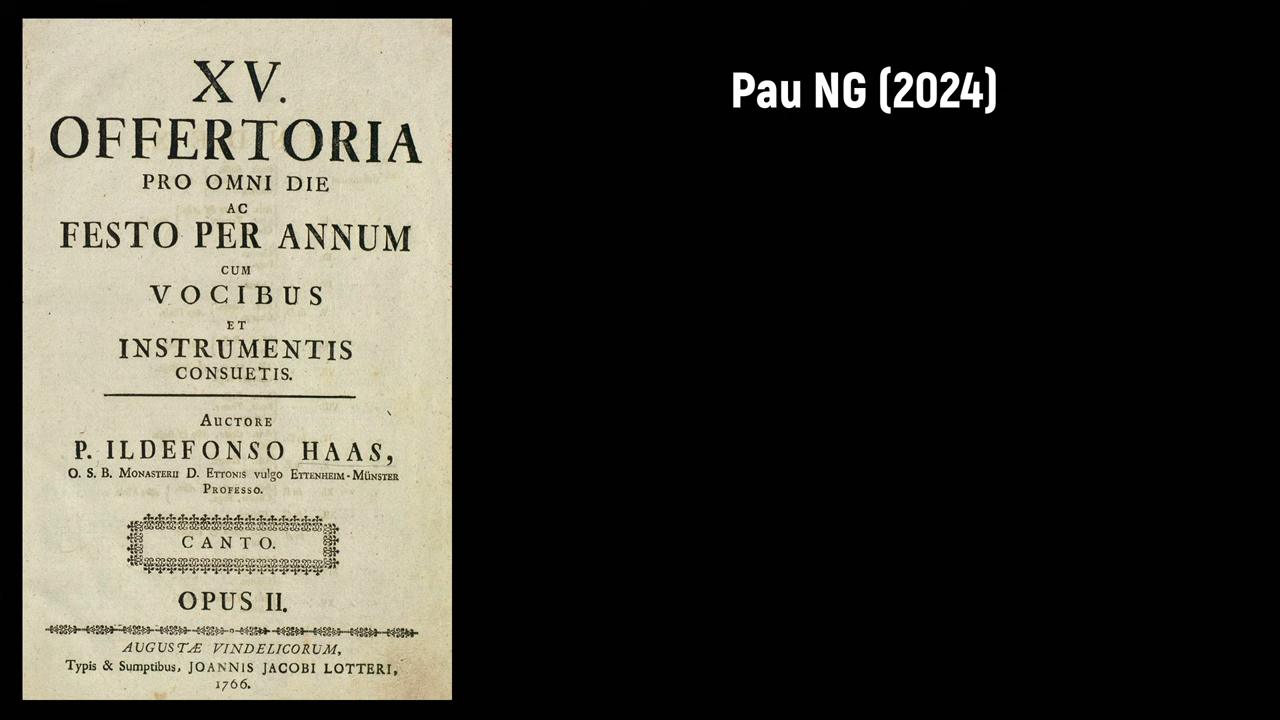 XV.
OFFERTORIA
PRO OMNI DIE
AC
FESTO PER ANNUM
CUM
VOCIBUS
ET
INSTRUMENTIS
CONSUETIS.
AUCTORE
P. ILDEFONSO HAAS,
O. S. B. MONASTERII D. ETTONIS vulgo ETTENHEIM-MÜNSTER
PROFESSO.
CANTO.
OPUS II.
AUGUSTÆ VINDELICORUM,
Typis & Sumptibus, JOANNIS JACOBI LOTTERI,
1766.
Pau NG (2024)